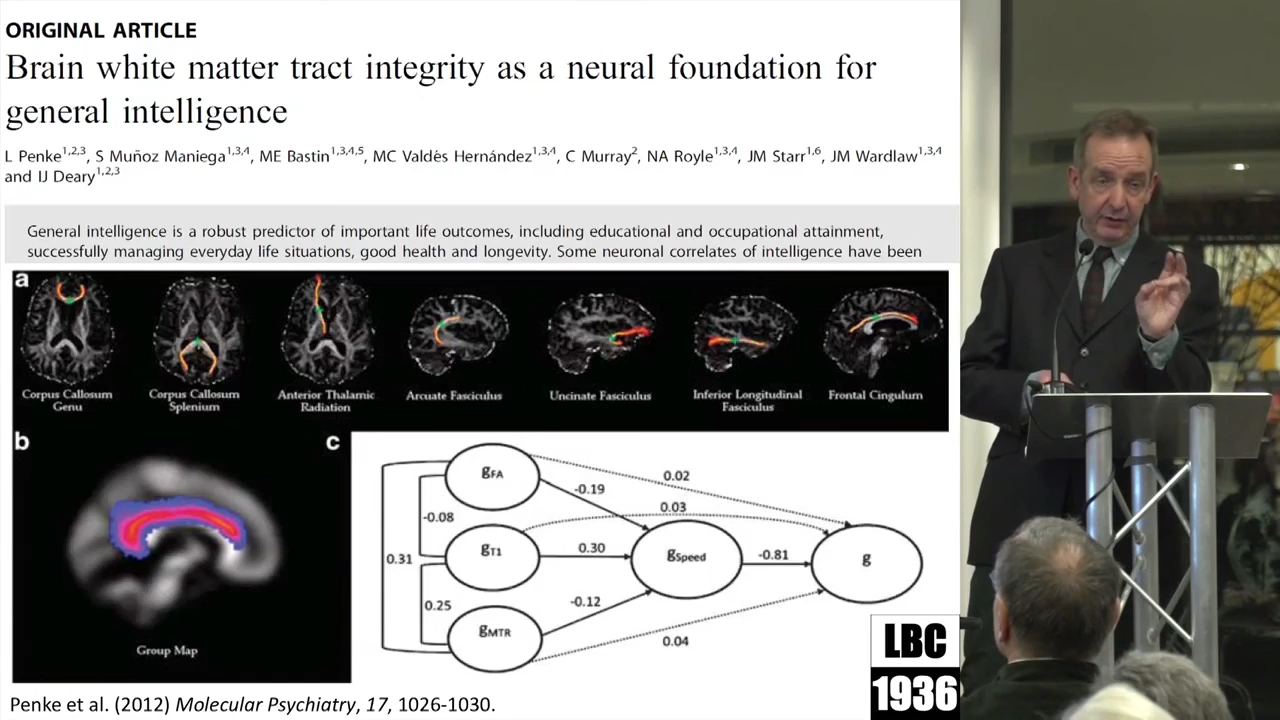 ORIGINAL ARTICLE
Brain white matter tract integrity as a neural foundation for
general intelligence
L Penke1,2,3, S Muñoz Maniega1,3,4, ME Bastin1,3,4,5, MC Valdés Hernández1,3,4, C Murray2, NA Royle1,3,4, JM Starr1,6, JM Wardlaw1,3,4
and IJ Deary1,2,3
General intelligence is a robust predictor of important life outcomes, including educational and occupational attainment,
successfully managing everyday life situations, good health and longevity. Some neuronal correlates of intelligence have been
a
Corpus Callosum
Genu
Corpus Callosum
Splenium
Anterior Thalamic
Radiation
Arcuate Fasciculus
Uncinate Fasciculus
Inferior Longitudinal
Fasciculus
Frontal Cingulum
b
Group Map
c
gFA
gT1
gMTR
gSpeed
g
0.02
-0.19
0.03
-0.08
0.30
-0.81
0.31
0.25
-0.12
0.04
LBC
1936
Penke et al. (2012) Molecular Psychiatry, 17, 1026-1030.